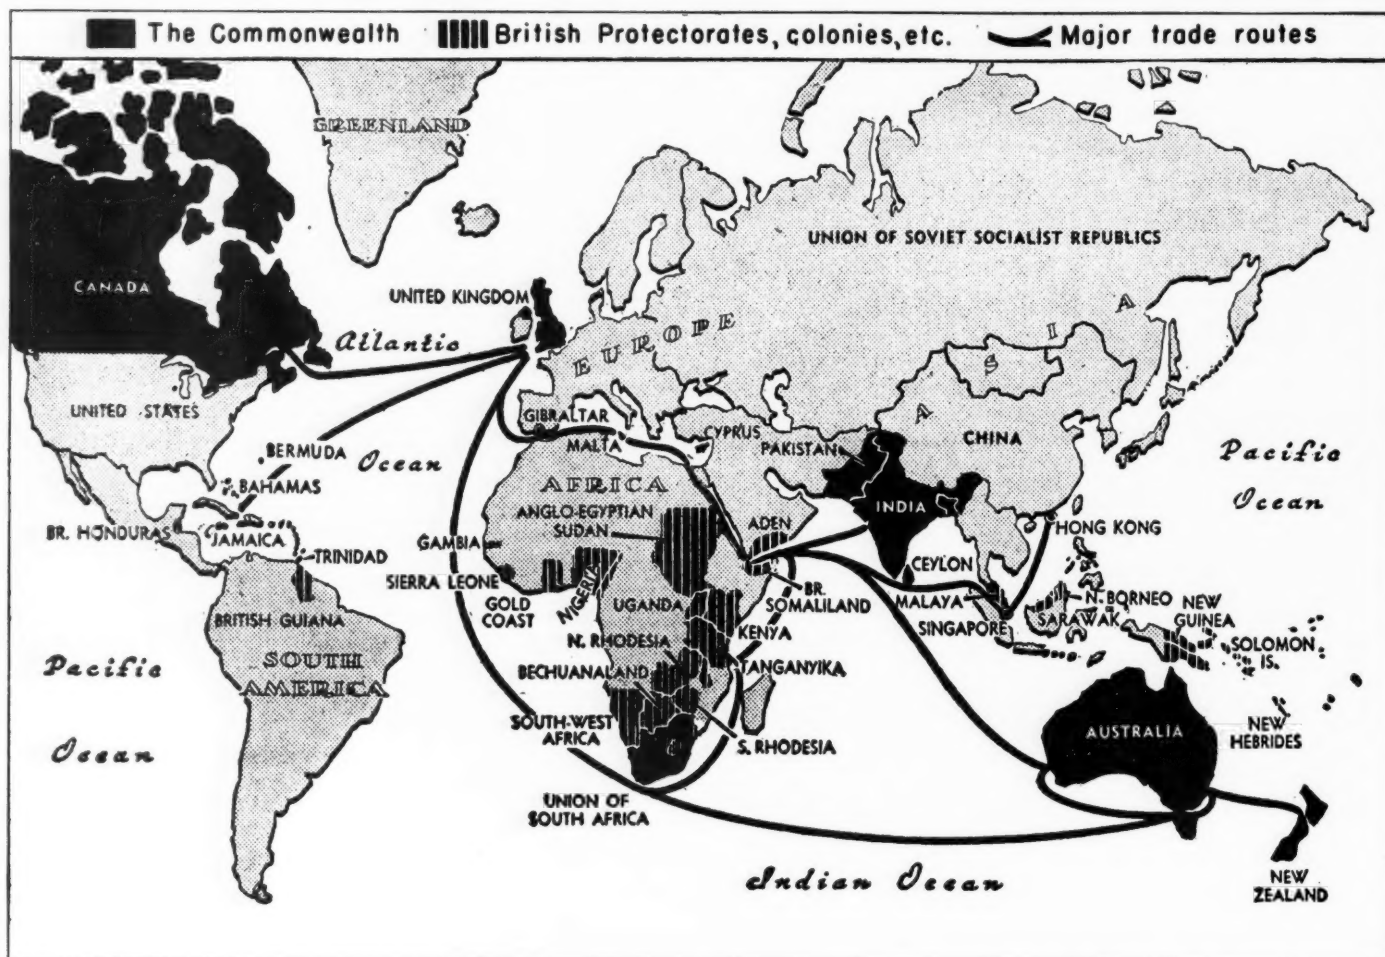 The Commonwealth
British Protectorates, colonies, etc.
Major trade routes
GREENLAND
UNION OF SOVIET SOCIALIST REPUBLICS
CANADA
UNITED KINGDOM
Atlantic
EUROPE
ASIA
UNITED STATES
GIBRALTAR
MALTA
CYPRUS
PAKISTAN
CHINA
BERMUDA
Ocean
Pacific
Ocean
BAHAMAS
AFRICA
INDIA
BR. HONDURAS
JAMAICA
ANGLO-EGYPTIAN
SUDAN
ADEN
HONG KONG
GAMBIA
TRINIDAD
CEYLON
SIERRA LEONE
BR.
SOMALILAND
MALAYA
N. BORNEO
GOLD
COAST
NIGERIA
UGANDA
NEW
GUINEA
BRITISH GUIANA
SINGAPORE
SARAWAK
KENYA
N. RHODESIA
SOLOMON
IS.
SOUTH
AMERICA
BECHUANALAND
TANGANYIKA
Pacific
Ocean
SOUTH-WEST
AFRICA
S. RHODESIA
AUSTRALIA
NEW
HEBRIDES
UNION OF
SOUTH AFRICA
Indian Ocean
NEW
ZEALAND